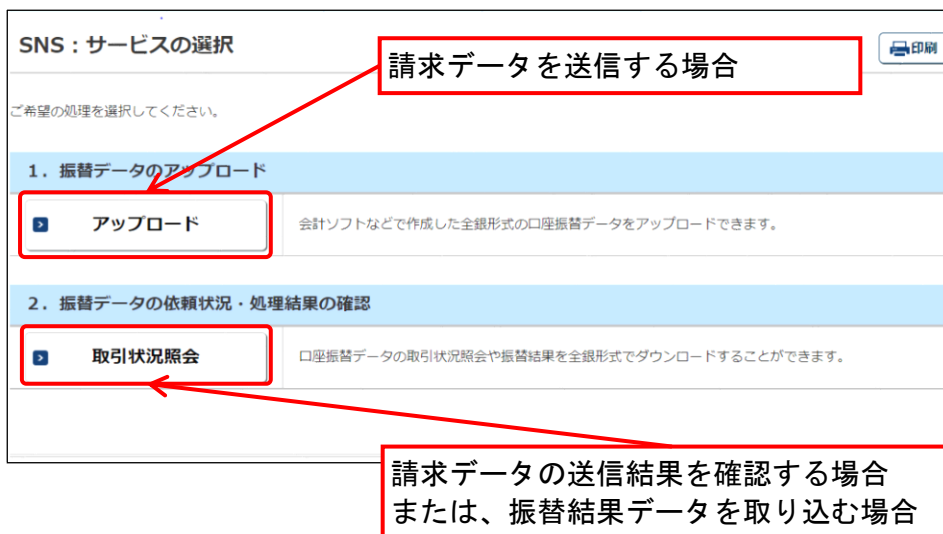 SNS：サービスの選択
請求データを送信する場合
印刷
ご希望の処理を選択してください。
1．振替データのアップロード
アップロード
会計ソフトなどで作成した全銀形式の口座振替データをアップロードできます。
2．振替データの依頼状況・処理結果の確認
取引状況照会
口座振替データの取引状況照会や振替結果を全銀形式でダウンロードすることができます。
請求データの送信結果を確認する場合
または、振替結果データを取り込む場合